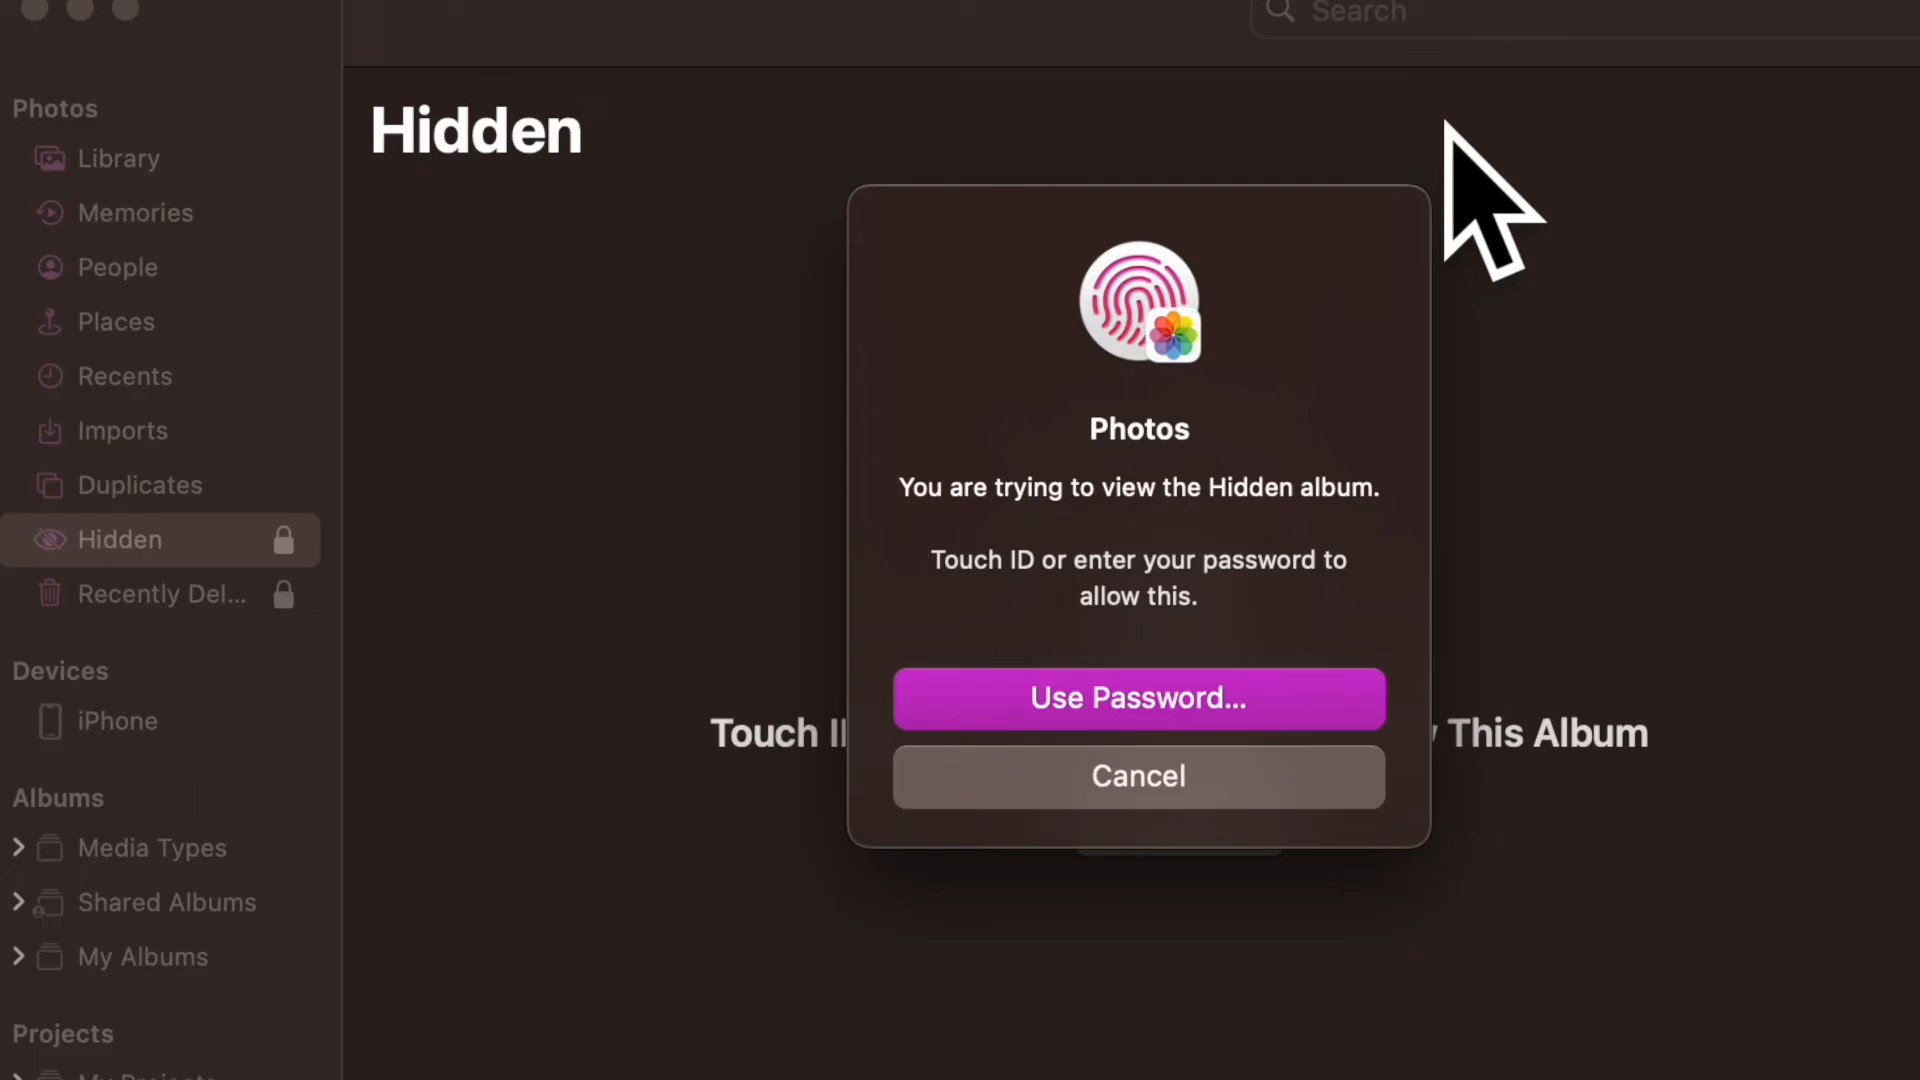 Search
Photos
Library
Memories
People
Places
Recents
Imports
Duplicates
Hidden
Recently Del...
Devices
iPhone
Albums
Media Types
Shared Albums
My Albums
Projects
My Projects
Hidden
Photos
You are trying to view the Hidden album.
Touch ID or enter your password to
allow this.
Use Password...
Cancel
Touch
This Album